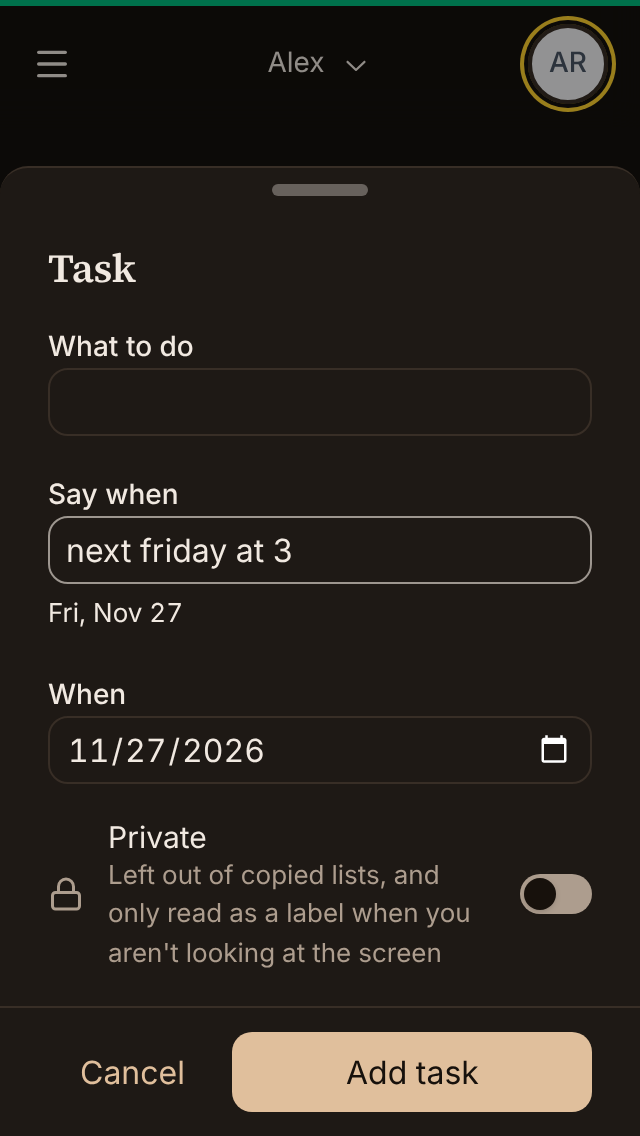 Alex
AR
Task
What to do
Say when
next friday at 3
Fri, Nov 27
When
11/27/2026
Private
Left out of copied lists, and
only read as a label when you
aren't looking at the screen
Cancel
Add task